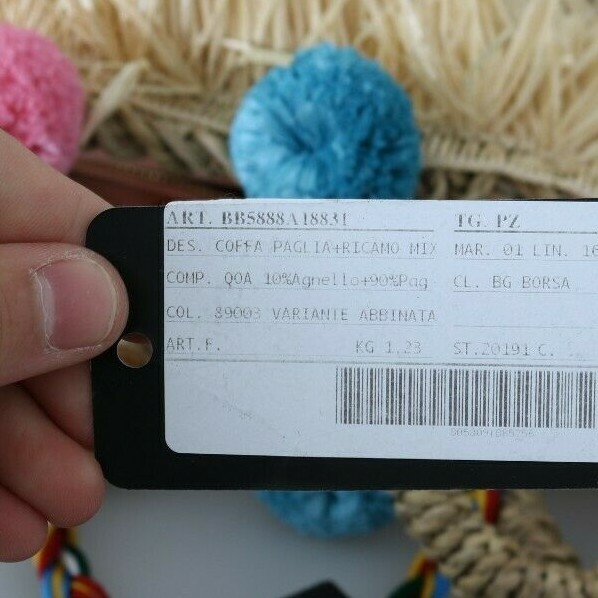 ART. BB5888A18831 TG. PZ
DES. COFFA PAGLIA+RICAMO MIX MAR. 01 LIN. 16
COMP. QOA 10%Agnello+90%Pag CL. BG BORSA
COL. 89003 VARIANTE ABBINATA
ART.F. KG 1,23 ST.20191 C.